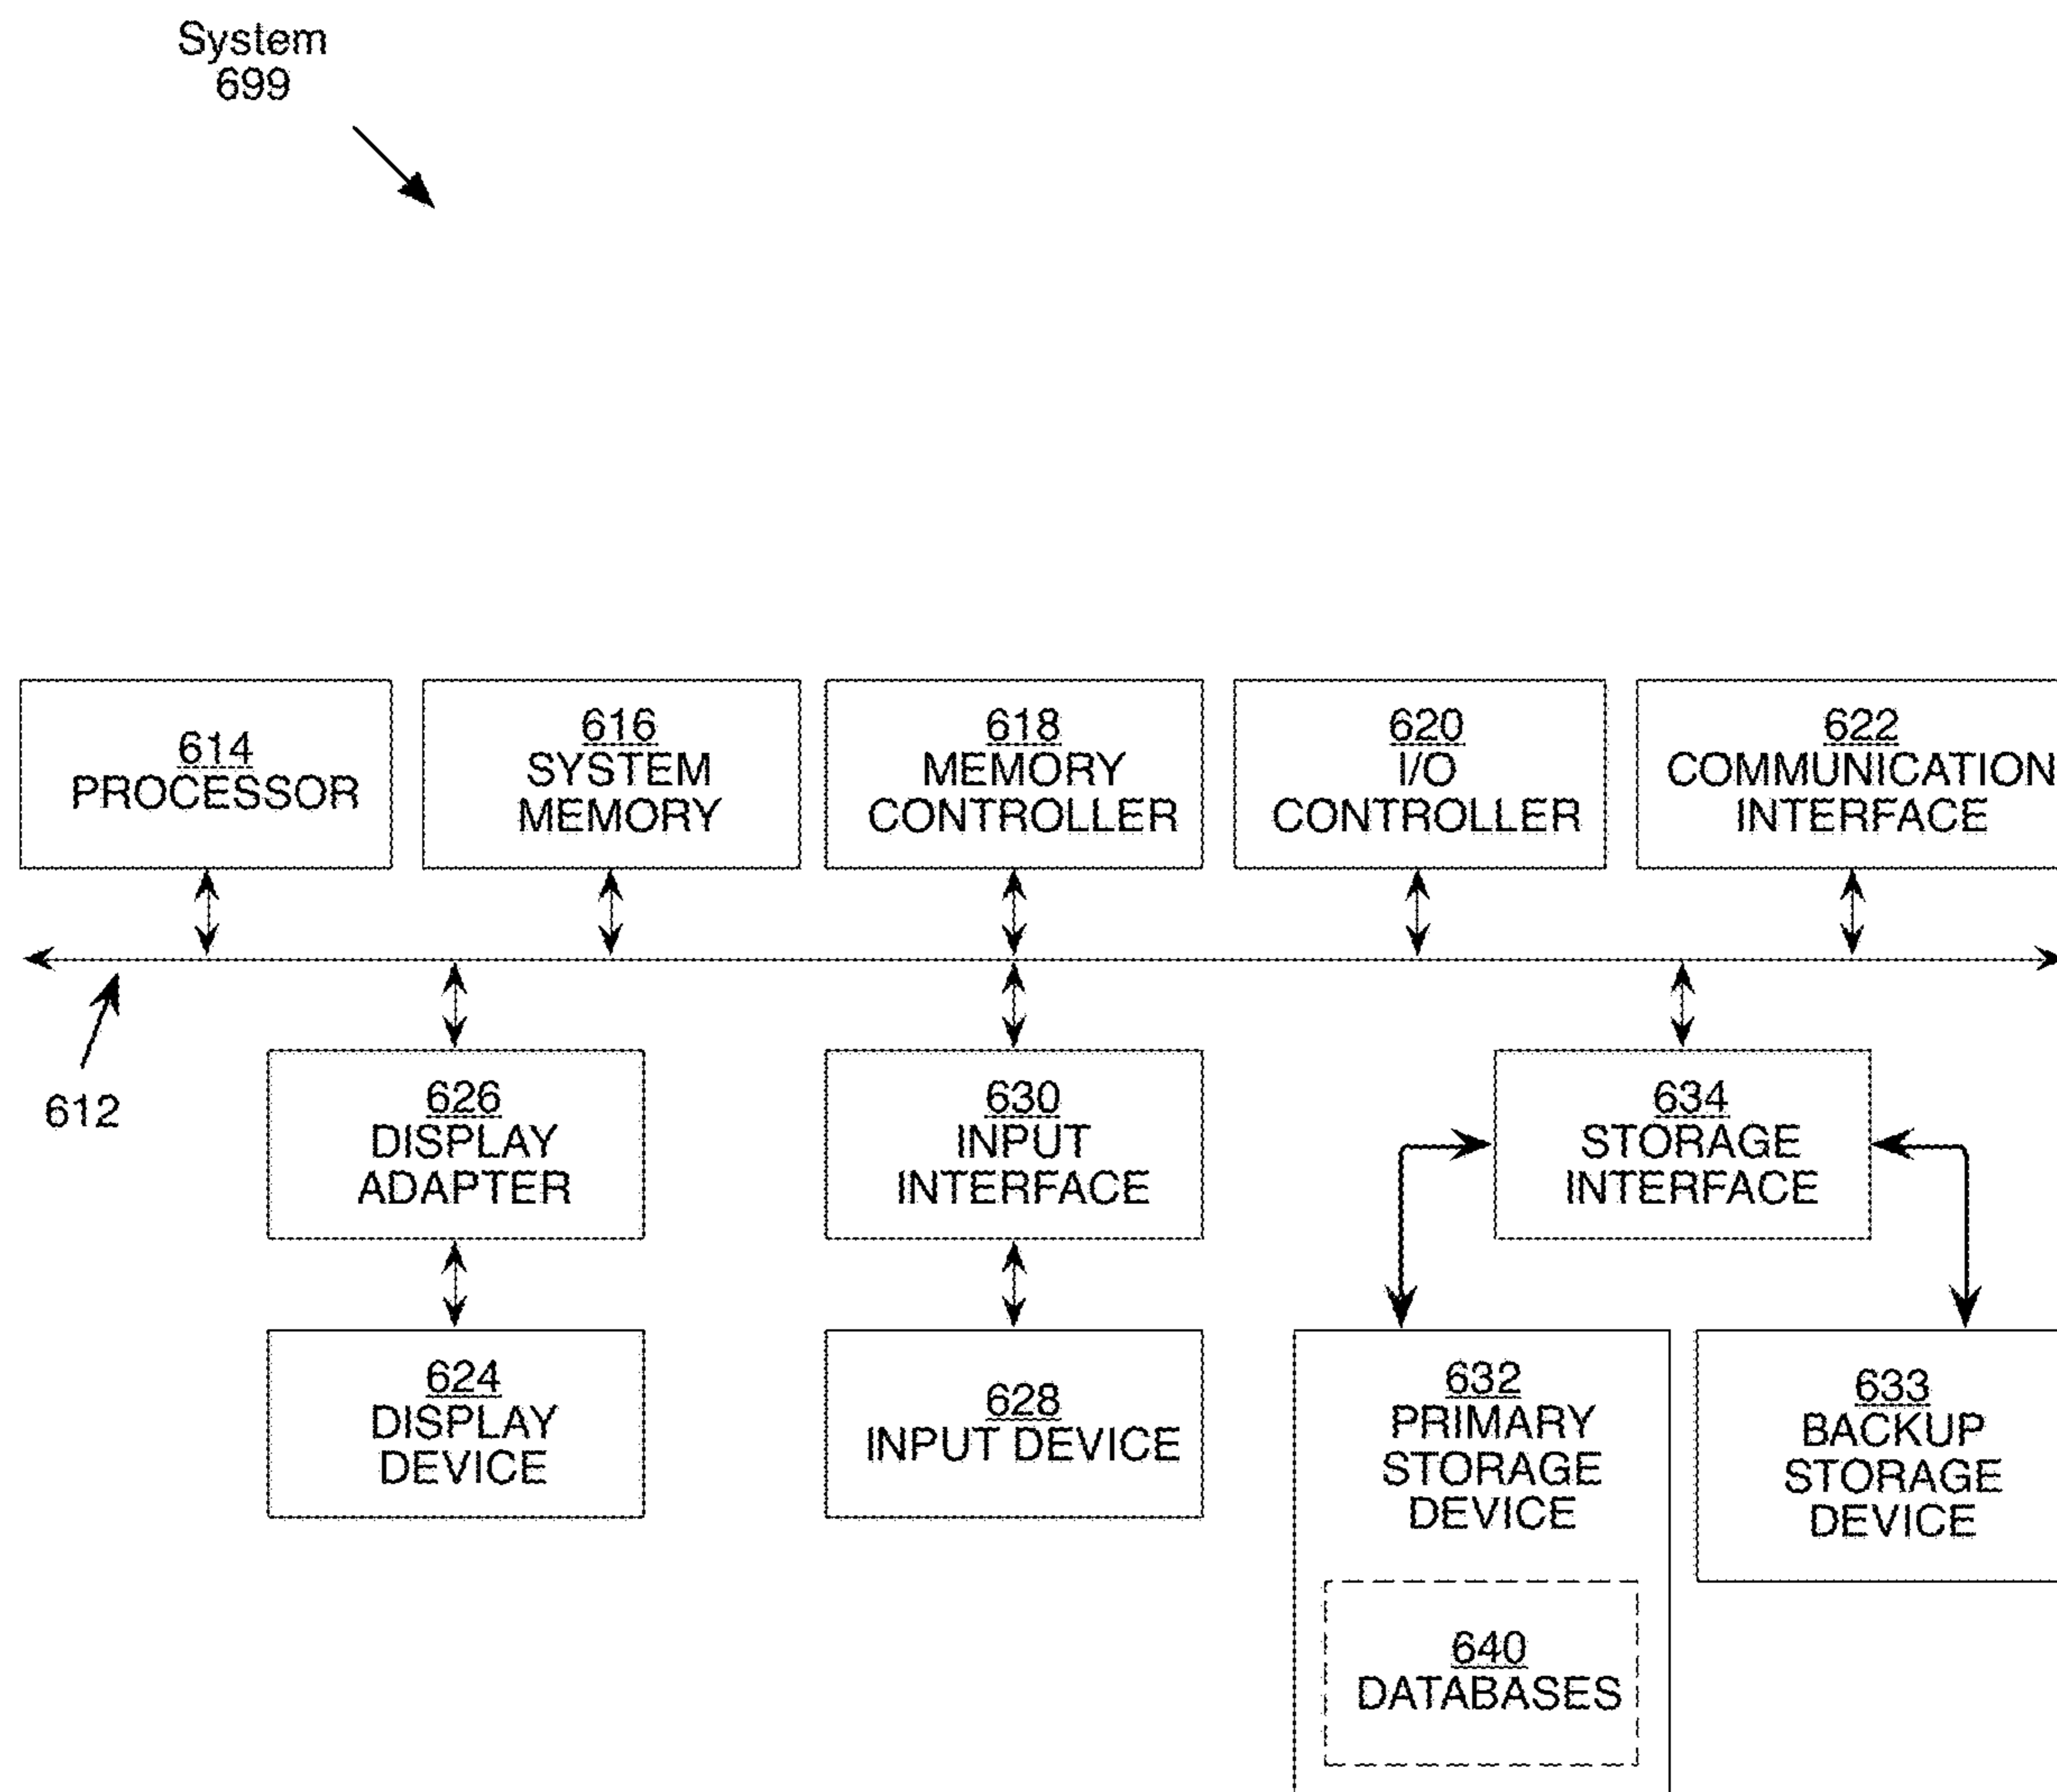 System
699
614
PROCESSOR
616
SYSTEM
MEMORY
618
MEMORY
CONTROLLER
620
I/O
CONTROLLER
622
COMMUNICATION
INTERFACE
612
626
DISPLAY
ADAPTER
630
INPUT
INTERFACE
634
STORAGE
INTERFACE
624
DISPLAY
DEVICE
628
INPUT DEVICE
632
PRIMARY
STORAGE
DEVICE
633
BACKUP
STORAGE
DEVICE
640
DATABASES